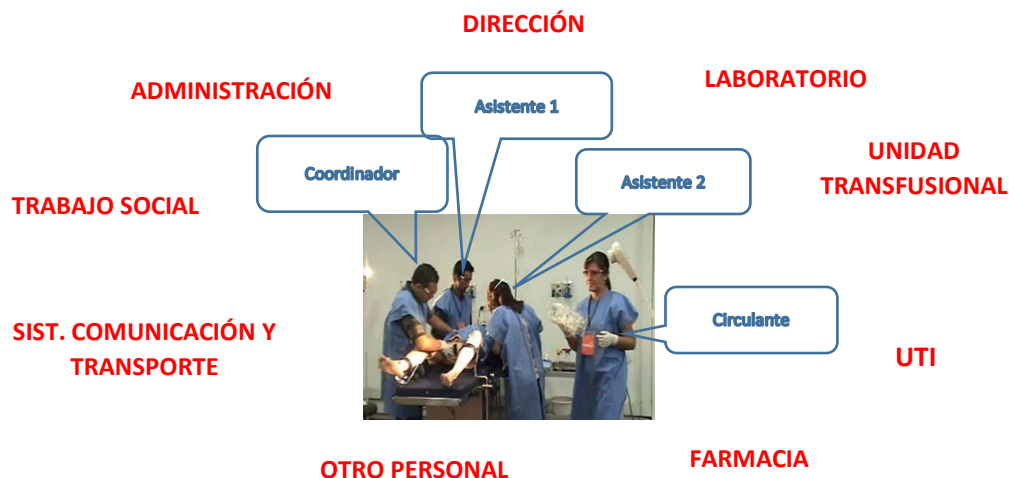 DIRECCIÓN
ADMINISTRACIÓN
LABORATORIO
Asistente 1
Coordinador
Asistente 2
UNIDAD
TRANSFUSIONAL
TRABAJO SOCIAL
SIST. COMUNICACIÓN Y
TRANSPORTE
Circulante
UTI
OTRO PERSONAL
FARMACIA